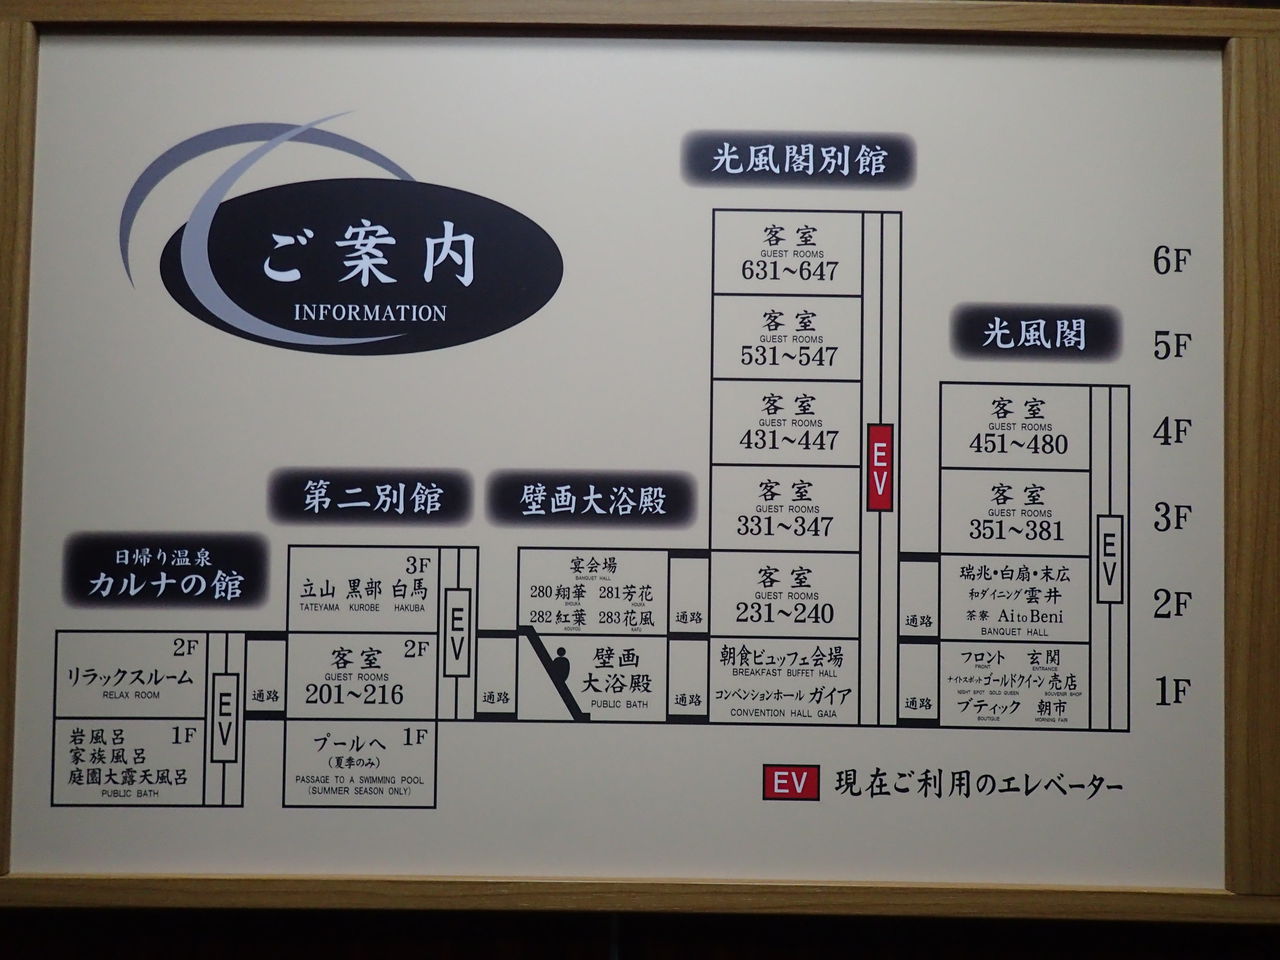 ご案内
INFORMATION
光風閣別館
客室
GUEST ROOMS
631~647
客室
GUEST ROOMS
531~547
客室
GUEST ROOMS
431~447
客室
GUEST ROOMS
331~347
客室
GUEST ROOMS
231~240
朝食ビュッフェ会場
BREAKFAST BUFFET HALL
コンベンションホール ガイア
CONVENTION HALL GAIA
EV
光風閣
客室
GUEST ROOMS
451~480
客室
GUEST ROOMS
351~381
瑞兆・白扇・末広
和ダイニング 雲井
茶寮 Ai to Beni
BANQUET HALL
フロント 玄関
FRONT ENTRANCE
ナイトスポット ゴールドクイーン 売店
NIGHT SPOT GOLD QUEEN SOUVENIR SHOP
ブティック 朝市
BOUTIQUE MORNING FAIR
EV
6F
5F
4F
3F
2F
1F
通路
通路
壁画大浴殿
宴会場
BANQUET HALL
280 翔華 281 芳花
282 紅葉 283 花風
壁画
大浴殿
PUBLIC BATH
通路
通路
第二別館
3F
立山 黒部 白馬
TATEYAMA KUROBE HAKUBA
客室 2F
GUEST ROOMS
201~216
プールへ 1F
(夏季のみ)
PASSAGE TO A SWIMMING POOL
(SUMMER SEASON ONLY)
EV
通路
日帰り温泉
カルナの館
2F
リラックスルーム
RELAX ROOM
岩風呂 1F
家族風呂
庭園大露天風呂
PUBLIC BATH
EV
通路
EV 現在ご利用のエレベーター